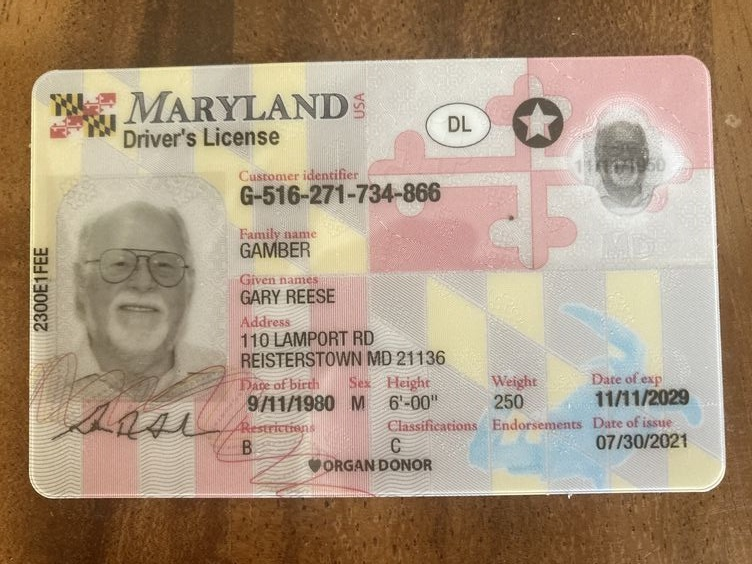 MARYLAND USA
Driver's License
DL
Customer identifier
G-516-271-734-866
Family name
GAMBER
Given names
GARY REESE
Address
110 LAMPORT RD
REISTERSTOWN MD 21136
Date of birth Sex Height Weight Date of exp
9/11/1980 M 6'-00" 250 11/11/2029
Restrictions Classifications Endorsements Date of issue
B C 07/30/2021
ORGAN DONOR
2300E1FEE
MD